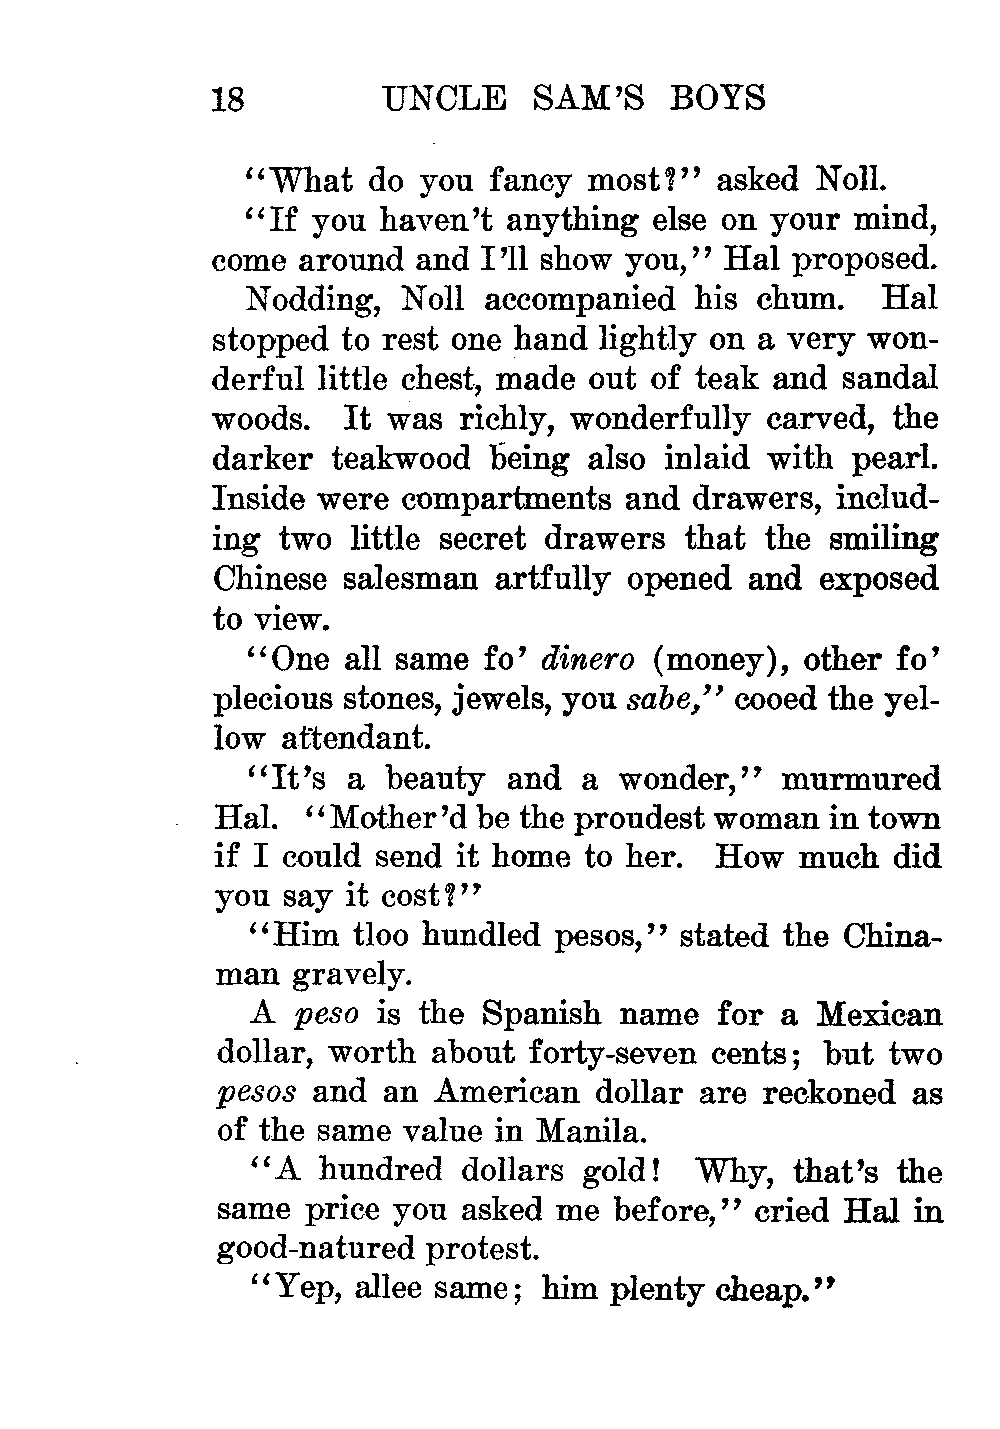 18 UNCLE SAM'S BOYS
"What do you fancy most?" asked Noll.
"If you haven't anything else on your mind,
come around and I'll show you," Hal proposed.
Nodding, Noll accompanied his chum. Hal
stopped to rest one hand lightly on a very won-
derful little chest, made out of teak and sandal
woods. It was richly, wonderfully carved, the
darker teakwood being also inlaid with pearl.
Inside were compartments and drawers, includ-
ing two little secret drawers that the smiling
Chinese salesman artfully opened and exposed
to view.
"One all same fo' dinero (money), other fo'
plecious stones, jewels, you sabe," cooed the yel-
low attendant.
"It's a beauty and a wonder," murmured
Hal. "Mother'd be the proudest woman in town
if I could send it home to her. How much did
you say it cost?"
"Him tloo hundled pesos," stated the China-
man gravely.
A peso is the Spanish name for a Mexican
dollar, worth about forty-seven cents; but two
pesos and an American dollar are reckoned as
of the same value in Manila.
"A hundred dollars gold! Why, that's the
same price you asked me before," cried Hal in
good-natured protest.
"Yep, allee same; him plenty cheap."